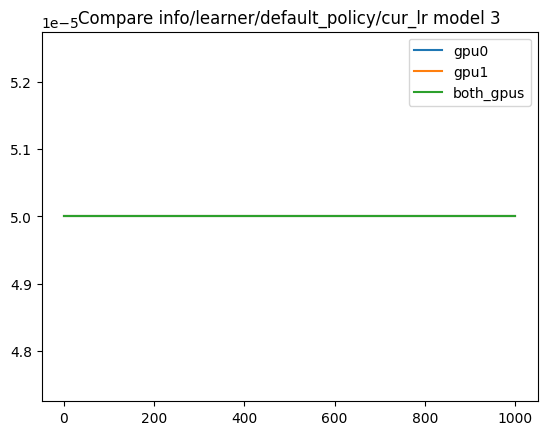 Compare info/learner/default_policy/cur_lr model 3
1e−5
gpu0
gpu1
both_gpus
5.2
5.1
5.0
4.9
4.8
0 200 400 600 800 1000